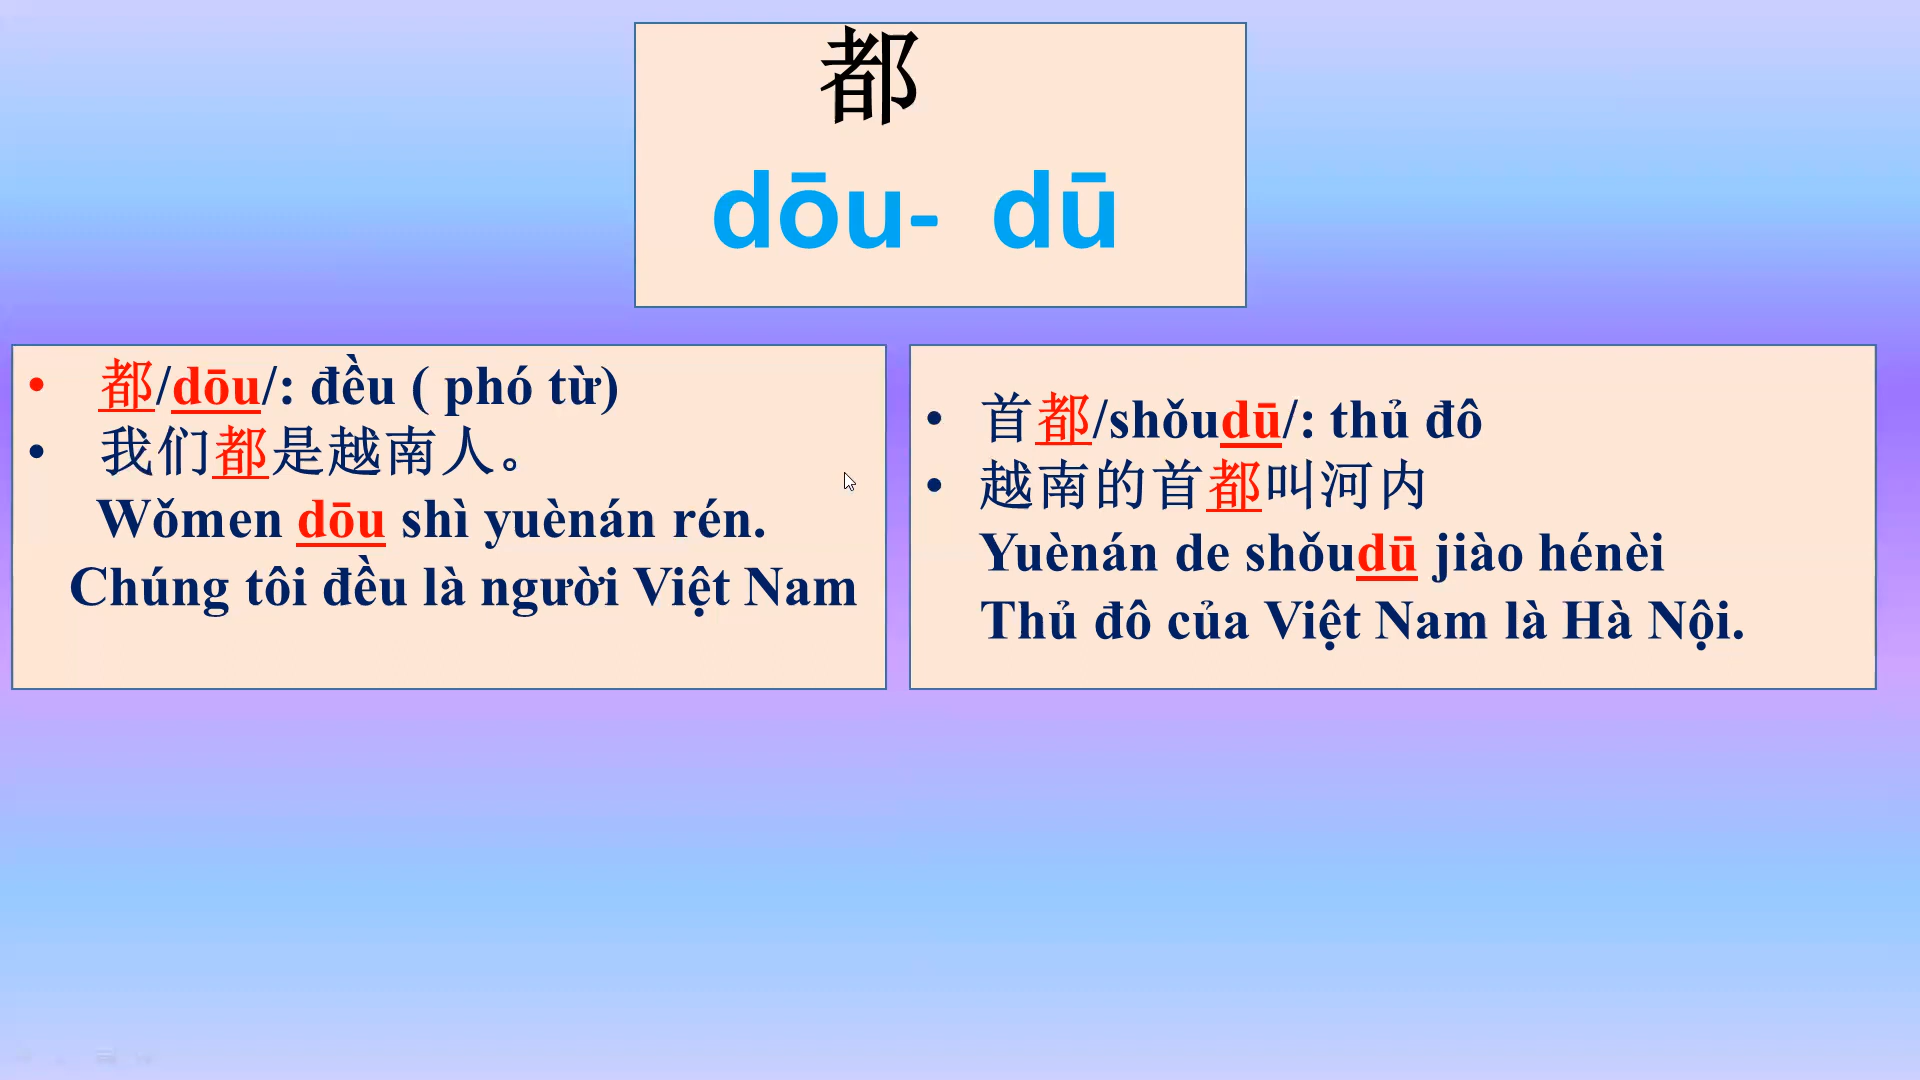 都
dōu- dū
• 都/dōu/: đều ( phó từ)
• 我们都是越南人。
Wǒmen dōu shì yuènán rén.
Chúng tôi đều là người Việt Nam
• 首都/shǒudū/: thủ đô
• 越南的首都叫河内
Yuènán de shǒudū jiào hénèi
Thủ đô của Việt Nam là Hà Nội.